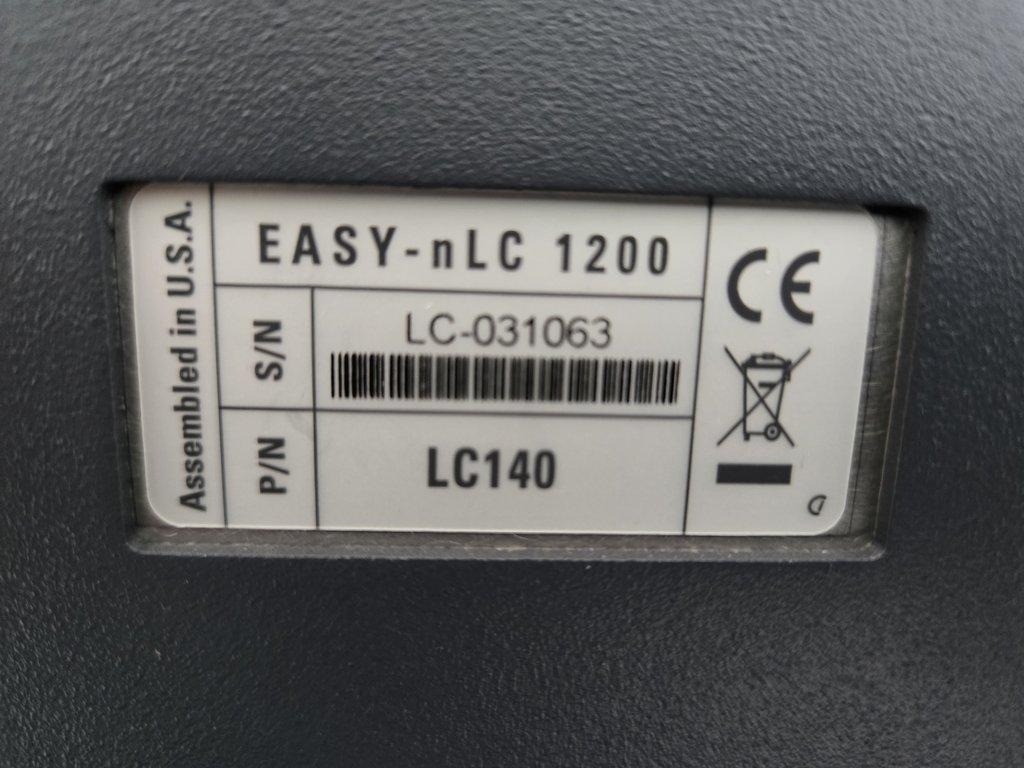 Assembled in U.S.A.
EASY-nLC 1200
S/N
LC-031063
P/N
LC140
CE
D